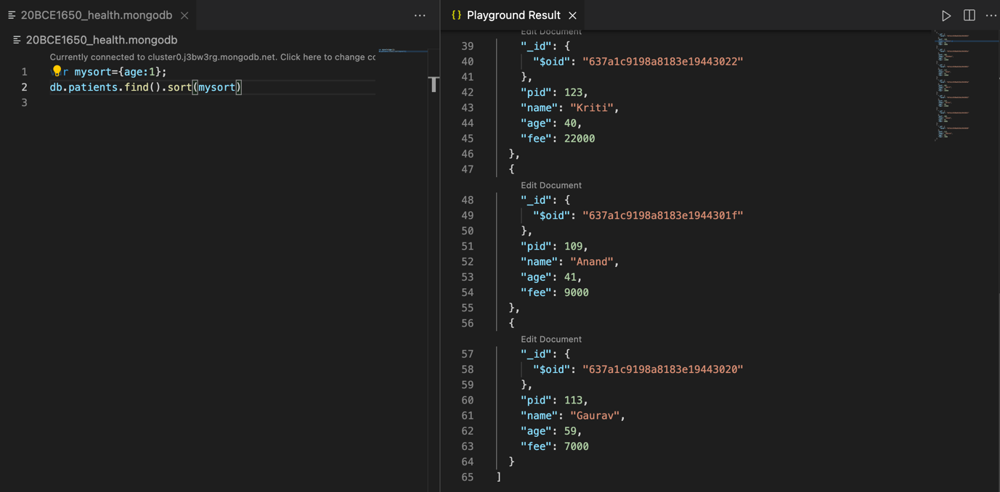 20BCE1650_health.mongodb
20BCE1650_health.mongodb
Currently connected to cluster0.j3bw3rg.mongodb.net. Click here to change
1 r mysort={age:1};
2 db.patients.find().sort(mysort)
3
{} Playground Result
Edit Document
39 "_id": {
40 "$oid": "637a1c9198a8183e19443022"
41 },
42 "pid": 123,
43 "name": "Kriti",
44 "age": 40,
45 "fee": 22000
46 },
47 {
Edit Document
48 "_id": {
49 "$oid": "637a1c9198a8183e1944301f"
50 },
51 "pid": 109,
52 "name": "Anand",
53 "age": 41,
54 "fee": 9000
55 },
56 {
Edit Document
57 "_id": {
58 "$oid": "637a1c9198a8183e19443020"
59 },
60 "pid": 113,
61 "name": "Gaurav",
62 "age": 59,
63 "fee": 7000
64 }
65 ]